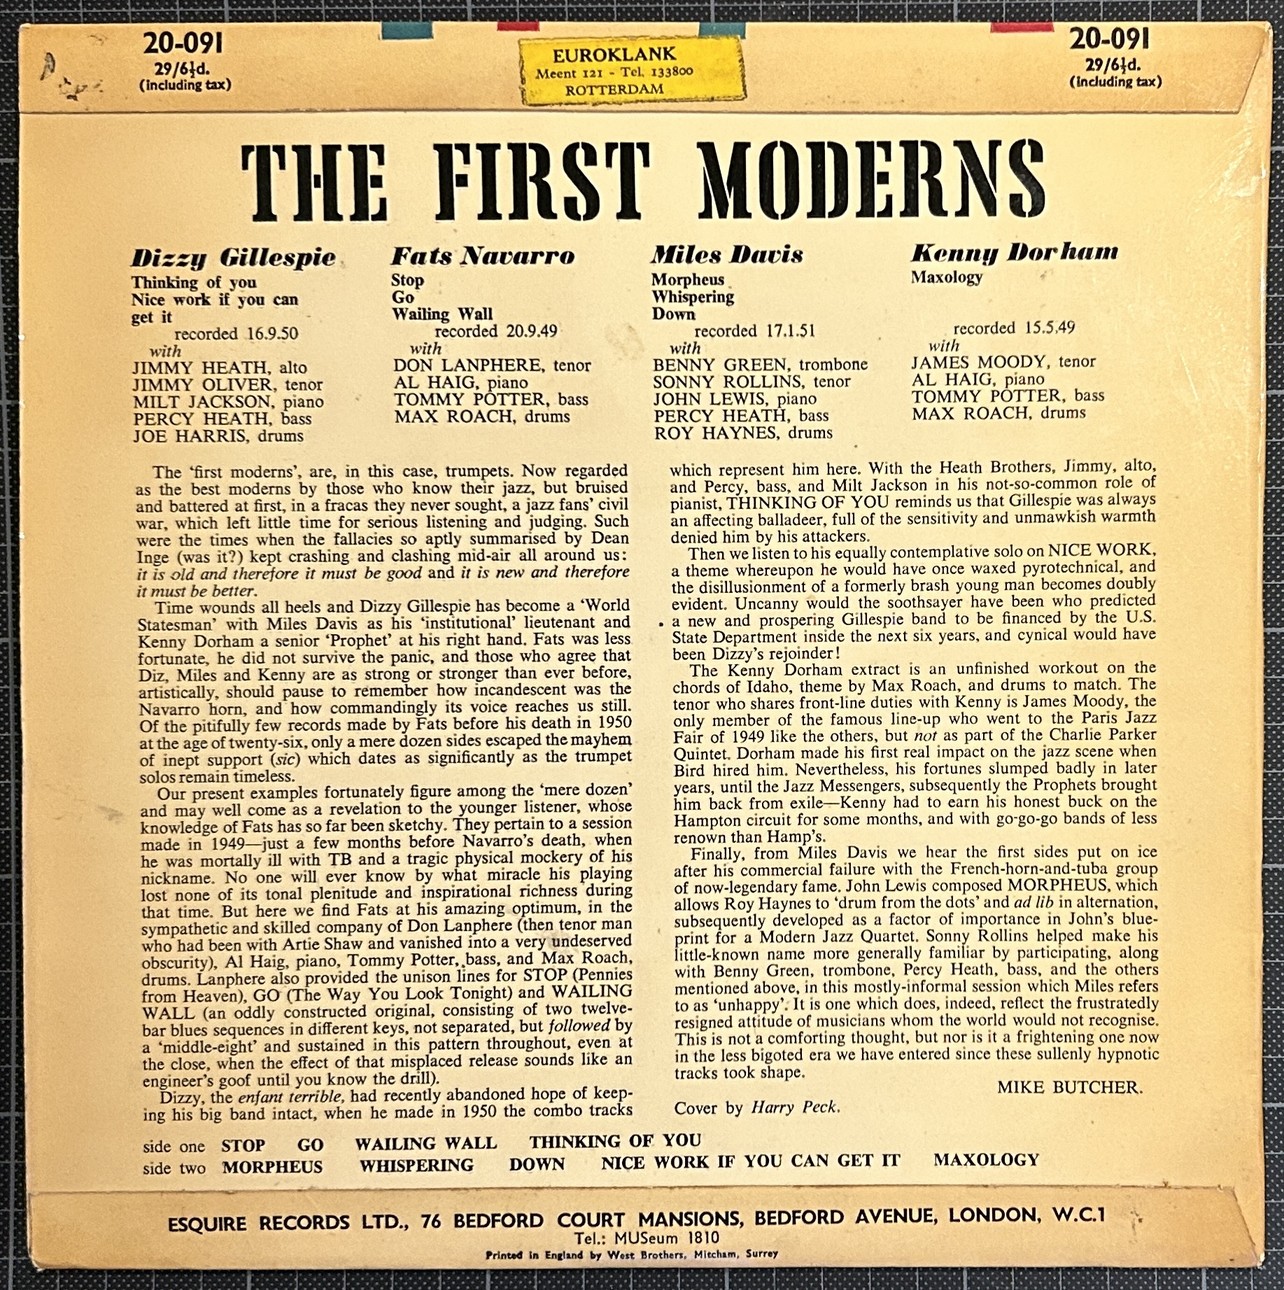 20-091
29/6½d.
(including tax)
EUROKLANK
Meent 121 - Tel. 133800
ROTTERDAM
20-091
29/6½d.
(including tax)
THE FIRST MODERNS
Dizzy Gillespie
Thinking of you
Nice work if you can
get it
recorded 16.9.50
with
JIMMY HEATH, alto
JIMMY OLIVER, tenor
MILT JACKSON, piano
PERCY HEATH, bass
JOE HARRIS, drums
Fats Navarro
Stop
Go
Wailing Wall
recorded 20.9.49
with
DON LANPHERE, tenor
AL HAIG, piano
TOMMY POTTER, bass
MAX ROACH, drums
Miles Davis
Morpheus
Whispering
Down
recorded 17.1.51
with
BENNY GREEN, trombone
SONNY ROLLINS, tenor
JOHN LEWIS, piano
PERCY HEATH, bass
ROY HAYNES, drums
Kenny Dorham
Maxology
recorded 15.5.49
with
JAMES MOODY, tenor
AL HAIG, piano
TOMMY POTTER, bass
MAX ROACH, drums
The 'first moderns', are, in this case, trumpets. Now regarded
as the best moderns by those who know their jazz, but bruised
and battered at first, in a fracas they never sought, a jazz fans' civil
war, which left little time for serious listening and judging. Such
were the times when the fallacies so aptly summarised by Dean
Inge (was it?) kept crashing and clashing mid-air all around us:
it is old and therefore it must be good and it is new and therefore
it must be better.
Time wounds all heels and Dizzy Gillespie has become a 'World
Statesman' with Miles Davis as his 'institutional' lieutenant and
Kenny Dorham a senior 'Prophet' at his right hand. Fats was less
fortunate, he did not survive the panic, and those who agree that
Diz, Miles and Kenny are as strong or stronger than ever before,
artistically, should pause to remember how incandescent was the
Navarro horn, and how commandingly its voice reaches us still.
Of the pitifully few records made by Fats before his death in 1950
at the age of twenty-six, only a mere dozen sides escaped the mayhem
of inept support (sic) which dates as significantly as the trumpet
solos remain timeless.
Our present examples fortunately figure among the 'mere dozen'
and may well come as a revelation to the younger listener, whose
knowledge of Fats has so far been sketchy. They pertain to a session
made in 1949—just a few months before Navarro's death, when
he was mortally ill with TB and a tragic physical mockery of his
nickname. No one will ever know by what miracle his playing
lost none of its tonal plenitude and inspirational richness during
that time. But here we find Fats at his amazing optimum, in the
sympathetic and skilled company of Don Lanphere (then tenor man
who had been with Artie Shaw and vanished into a very undeserved
obscurity), Al Haig, piano, Tommy Potter, bass, and Max Roach,
drums. Lanphere also provided the unison lines for STOP (Pennies
from Heaven), GO (The Way You Look Tonight) and WAILING
WALL (an oddly constructed original, consisting of two twelve-
bar blues sequences in different keys, not separated, but followed by
a 'middle-eight' and sustained in this pattern throughout, even at
the close, when the effect of that misplaced release sounds like an
engineer's goof until you know the drill).
Dizzy, the enfant terrible, had recently abandoned hope of keep-
ing his big band intact, when he made in 1950 the combo tracks
which represent him here. With the Heath Brothers, Jimmy, alto,
and Percy, bass, and Milt Jackson in his not-so-common role of
pianist, THINKING OF YOU reminds us that Gillespie was always
an affecting balladeer, full of the sensitivity and unmawkish warmth
denied him by his attackers.
Then we listen to his equally contemplative solo on NICE WORK,
a theme whereupon he would have once waxed pyrotechnical, and
the disillusionment of a formerly brash young man becomes doubly
evident. Uncanny would the soothsayer have been who predicted
a new and prospering Gillespie band to be financed by the U.S.
State Department inside the next six years, and cynical would have
been Dizzy's rejoinder!
The Kenny Dorham extract is an unfinished workout on the
chords of Idaho, theme by Max Roach, and drums to match. The
tenor who shares front-line duties with Kenny is James Moody, the
only member of the famous line-up who went to the Paris Jazz
Fair of 1949 like the others, but not as part of the Charlie Parker
Quintet. Dorham made his first real impact on the jazz scene when
Bird hired him. Nevertheless, his fortunes slumped badly in later
years, until the Jazz Messengers, subsequently the Prophets brought
him back from exile—Kenny had to earn his honest buck on the
Hampton circuit for some months, and with go-go-go bands of less
renown than Hamp's.
Finally, from Miles Davis we hear the first sides put on ice
after his commercial failure with the French-horn-and-tuba group
of now-legendary fame. John Lewis composed MORPHEUS, which
allows Roy Haynes to 'drum from the dots' and ad lib in alternation,
subsequently developed as a factor of importance in John's blue-
print for a Modern Jazz Quartet. Sonny Rollins helped make his
little-known name more generally familiar by participating, along
with Benny Green, trombone, Percy Heath, bass, and the others
mentioned above, in this mostly-informal session which Miles refers
to as 'unhappy'. It is one which does, indeed, reflect the frustratedly
resigned attitude of musicians whom the world would not recognise.
This is not a comforting thought, but nor is it a frightening one now
in the less bigoted era we have entered since these sullenly hypnotic
tracks took shape.
MIKE BUTCHER.
Cover by Harry Peck.
side one STOP GO WAILING WALL THINKING OF YOU
side two MORPHEUS WHISPERING DOWN NICE WORK IF YOU CAN GET IT MAXOLOGY
ESQUIRE RECORDS LTD., 76 BEDFORD COURT MANSIONS, BEDFORD AVENUE, LONDON, W.C.1
Tel.: MUSeum 1810
Printed in England by West Brothers, Mitcham, Surrey